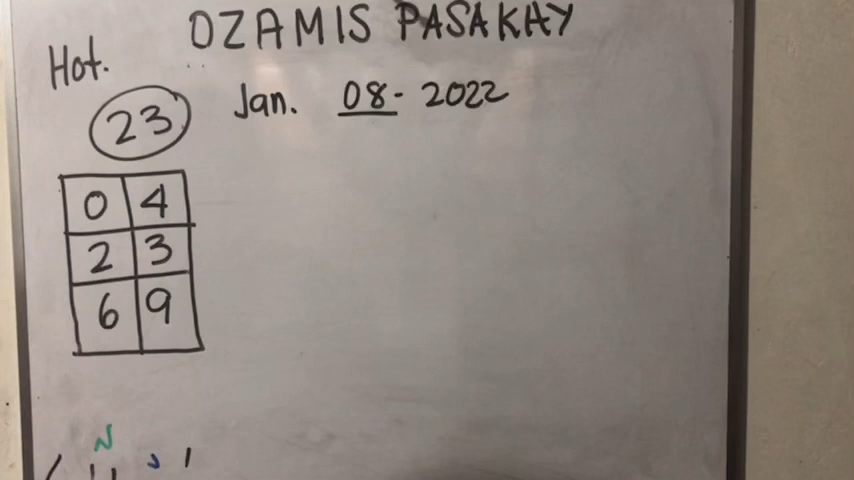 OZAMIS PASAKAY
Hot.
Jan. 08- 2022
23
0 4
2 3
6 9
N